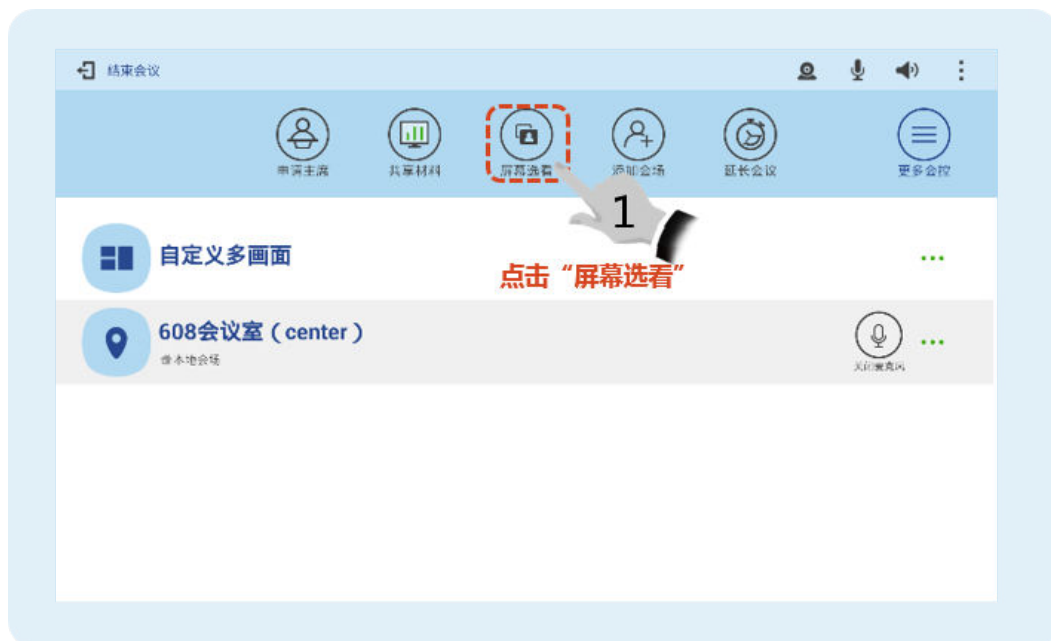 结束会议
申请主席
共享材料
屏幕选看
添加会场
延长会议
更多会控
1
自定义多画面
点击“屏幕选看”
608会议室（center）
本地会场
关闭麦克风